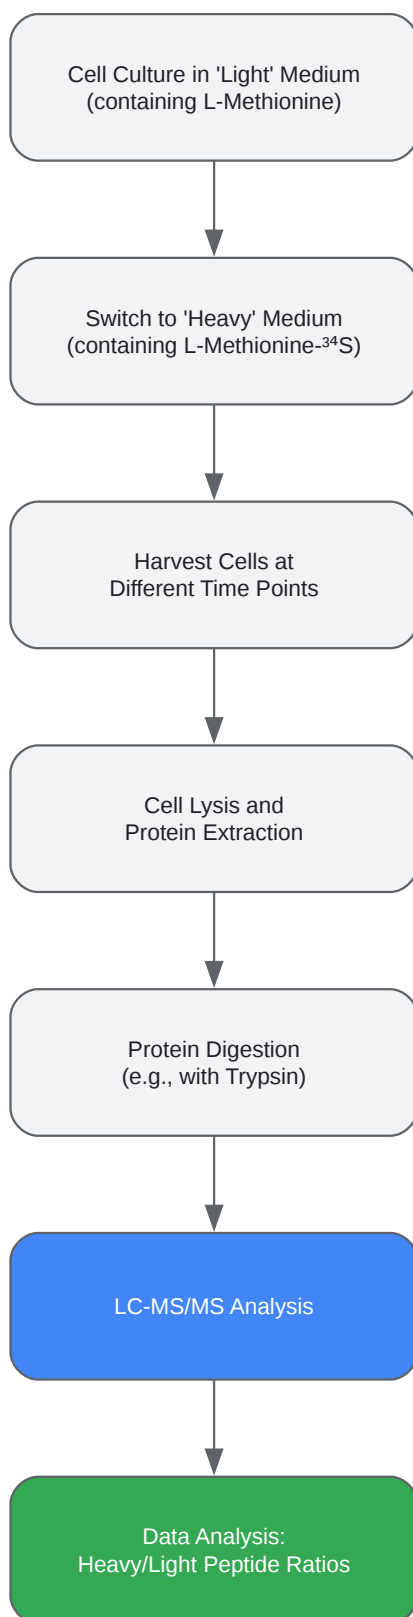 Cell Culture in 'Light' Medium
(containing L-Methionine)
Switch to 'Heavy' Medium
(containing L-Methionine-³⁴S)
Harvest Cells at
Different Time Points
Cell Lysis and
Protein Extraction
Protein Digestion
(e.g., with Trypsin)
LC-MS/MS Analysis
Data Analysis:
Heavy/Light Peptide Ratios